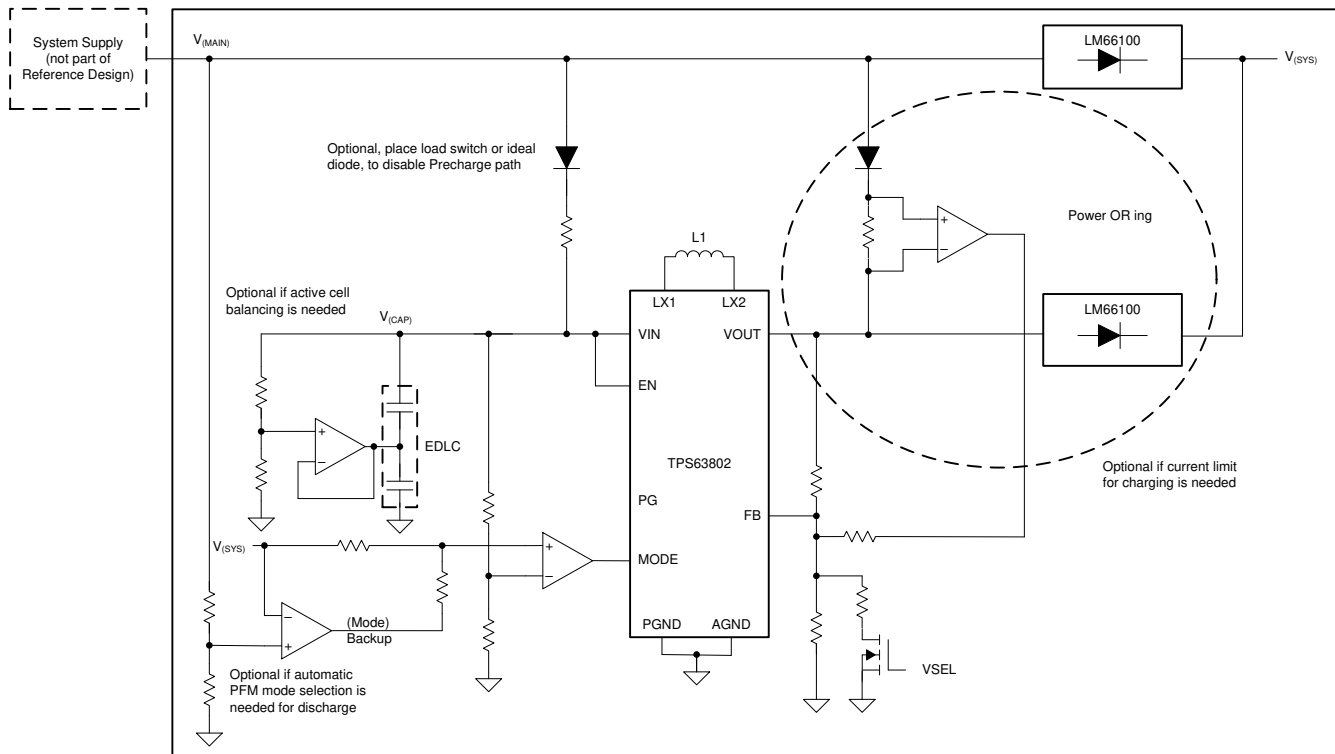 System Supply
(not part of
Reference Design)
V(MAIN)
LM66100
V(SYS)
Optional, place load switch or ideal
diode, to disable Precharge path
+
−
Power OR ing
L1
LX1 LX2
Optional if active cell
balancing is needed
V(CAP)
VIN VOUT
LM66100
EN
+
−
EDLC
TPS63802
Optional if current limit
for charging is needed
PG
FB
V(SYS)
+
−
MODE
−
+
(Mode)
Backup
PGND AGND
VSEL
Optional if automatic
PFM mode selection is
needed for discharge